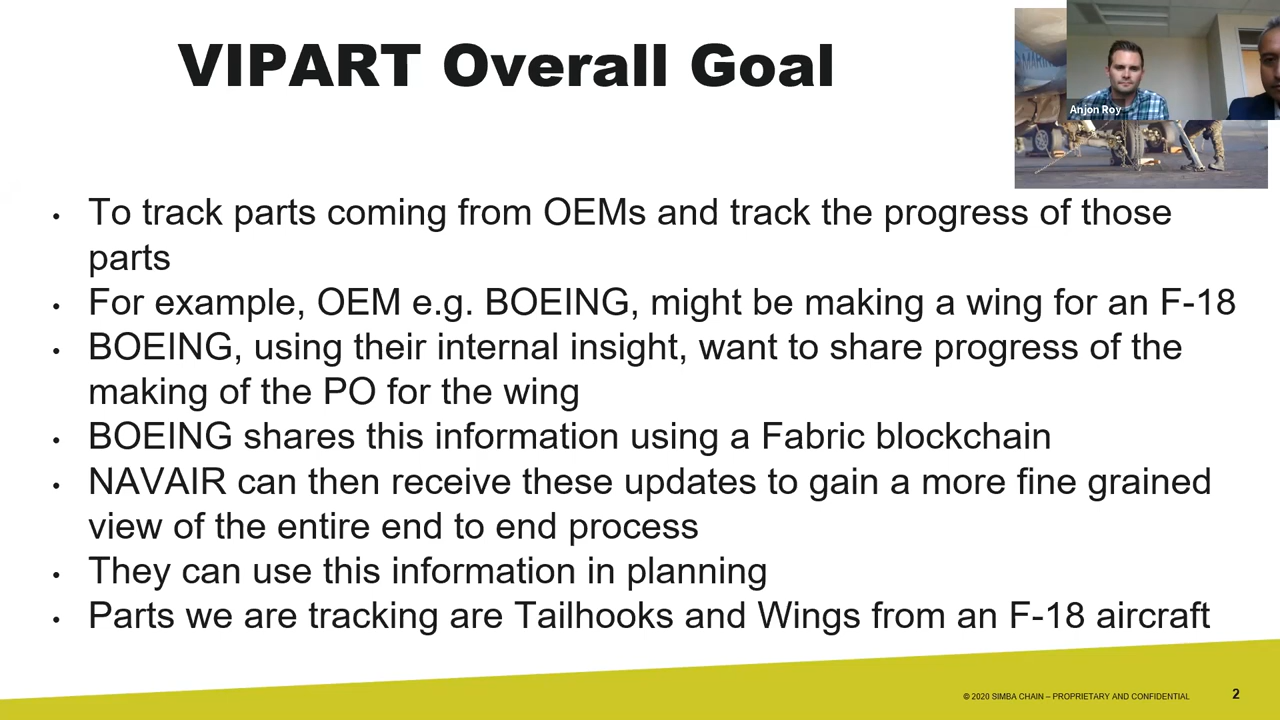 VIPART Overall Goal
MARIN
Anjon Roy
• To track parts coming from OEMs and track the progress of those
parts
• For example, OEM e.g. BOEING, might be making a wing for an F-18
• BOEING, using their internal insight, want to share progress of the
making of the PO for the wing
• BOEING shares this information using a Fabric blockchain
• NAVAIR can then receive these updates to gain a more fine grained
view of the entire end to end process
• They can use this information in planning
• Parts we are tracking are Tailhooks and Wings from an F-18 aircraft
© 2020 SIMBA CHAIN – PROPRIETARY AND CONFIDENTIAL
2